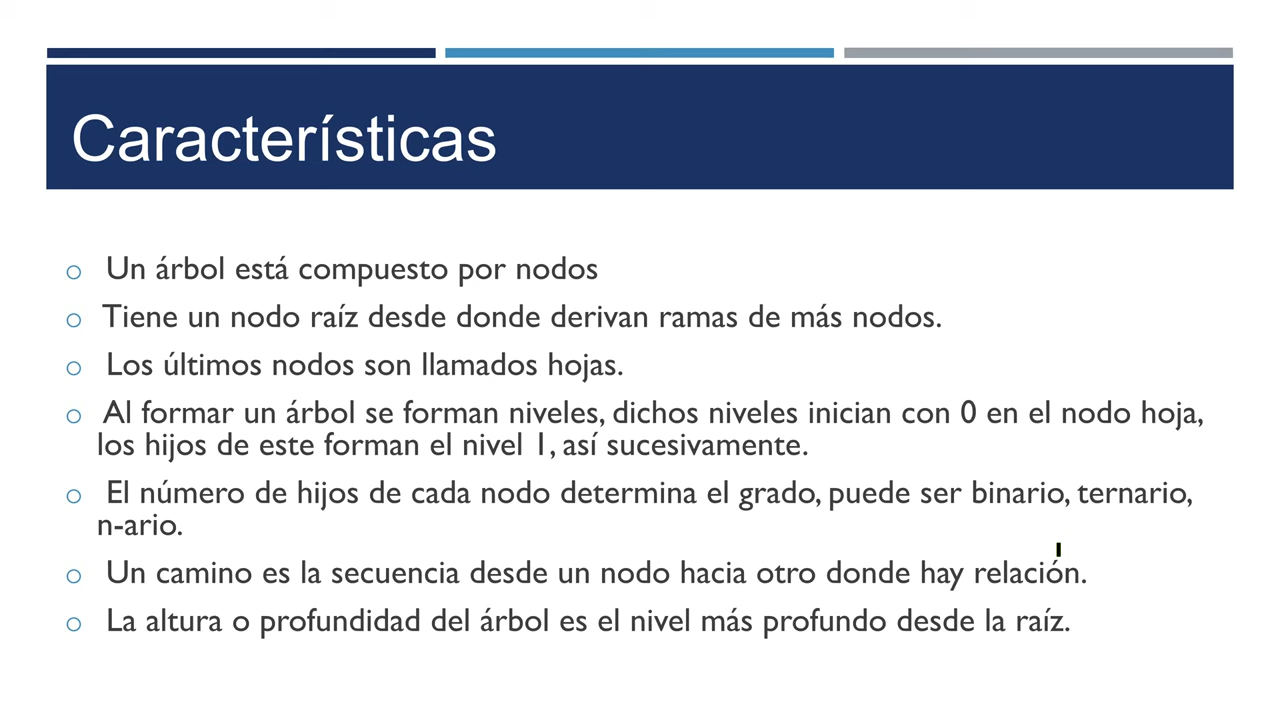 Características
Un árbol está compuesto por nodos
Tiene un nodo raíz desde donde derivan ramas de más nodos.
Los últimos nodos son llamados hojas.
Al formar un árbol se forman niveles, dichos niveles inician con 0 en el nodo hoja,
los hijos de este forman el nivel 1, así sucesivamente.
El número de hijos de cada nodo determina el grado, puede ser binario, ternario,
n-ario.
Un camino es la secuencia desde un nodo hacia otro donde hay relación.
La altura o profundidad del árbol es el nivel más profundo desde la raíz.